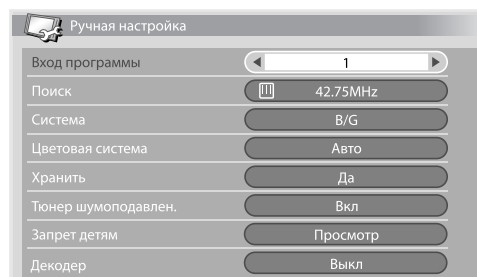 Ручная настройка
Вход программы 1
Поиск 42.75MHz
Система B/G
Цветовая система Авто
Хранить Да
Тюнер шумоподавлен. Вкл
Запрет детям Просмотр
Декодер Выкл